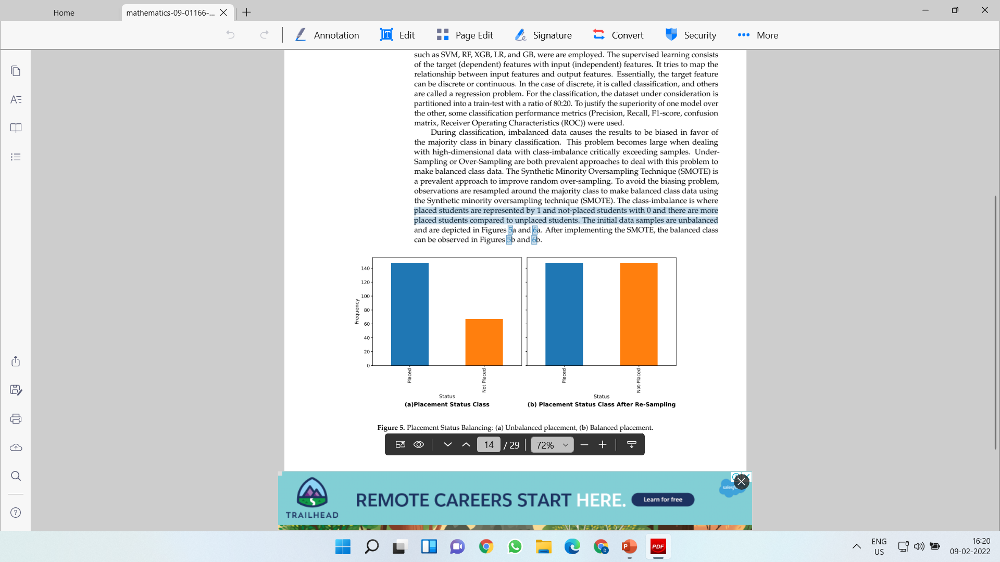 Home
mathematics-09-01166-...
Annotation
Edit
Page Edit
Signature
Convert
Security
More
such as SVM, RF, XGB, LR, and GB, were are employed. The supervised learning consists
of the target (dependent) features with input (independent) features. It tries to map the
relationship between input features and output features. Essentially, the target feature
can be discrete or continuous. In the case of discrete, it is called classification, and others
are called a regression problem. For the classification, the dataset under consideration is
partitioned into a train-test with a ratio of 80:20. To justify the superiority of one model over
the other, some classification performance metrics (Precision, Recall, F1-score, confusion
matrix, Receiver Operating Characteristics (ROC)) were used.
During classification, imbalanced data causes the results to be biased in favor of
the majority class in binary classification. This problem becomes large when dealing
with high-dimensional data with class-imbalance critically exceeding samples. Under-
Sampling or Over-Sampling are both prevalent approaches to deal with this problem to
make balanced class data. The Synthetic Minority Oversampling Technique (SMOTE) is
a prevalent approach to improve random over-sampling. To avoid the biasing problem,
observations are resampled around the majority class to make balanced class data using
the Synthetic minority oversampling technique (SMOTE). The class-imbalance is where
placed students are represented by 1 and not-placed students with 0 and there are more
placed students compared to unplaced students. The initial data samples are unbalanced
and are depicted in Figures 5a and 6a. After implementing the SMOTE, the balanced class
can be observed in Figures 5b and 6b.
140
120
100
80
60
40
20
0
Frequency
Placed
Not Placed
Status
(a)Placement Status Class
Placed
Not-Placed
Status
(b) Placement Status Class After Re-Sampling
Figure 5. Placement Status Balancing: (a) Unbalanced placement, (b) Balanced placement.
14 / 29
72%
TRAILHEAD
REMOTE CAREERS START HERE.
Learn for free
ENG
US
16:20
09-02-2022